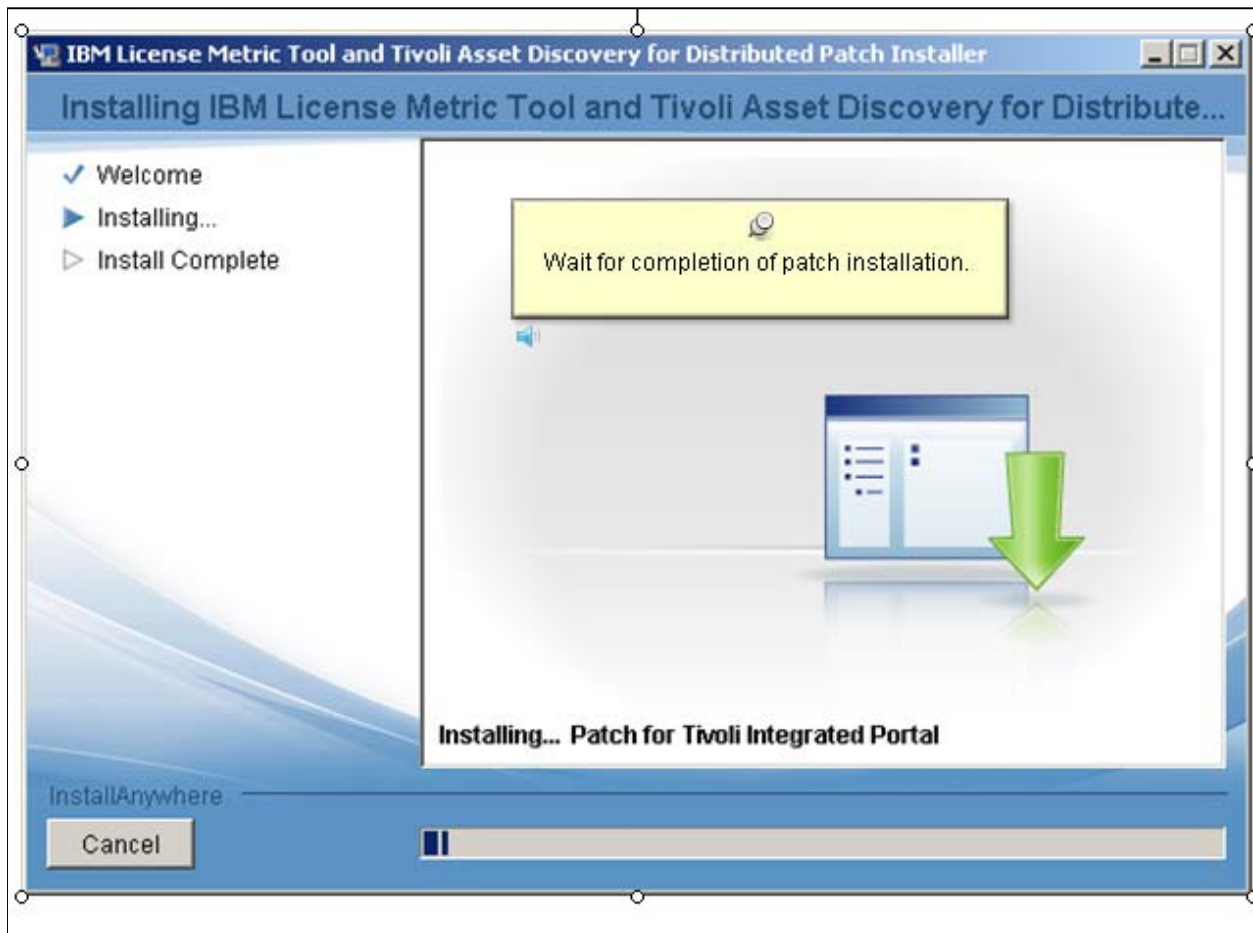 IBM License Metric Tool and Tivoli Asset Discovery for Distributed Patch Installer
Installing IBM License Metric Tool and Tivoli Asset Discovery for Distribute...
Welcome
Installing...
Install Complete
Wait for completion of patch installation.
Installing... Patch for Tivoli Integrated Portal
InstallAnywhere
Cancel